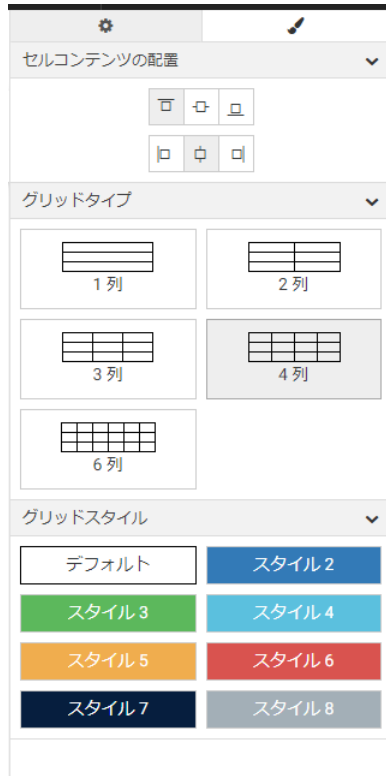 セルコンテンツの配置
グリッドタイプ
1 列
2 列
3 列
4 列
6 列
グリッドスタイル
デフォルト
スタイル 2
スタイル 3
スタイル 4
スタイル 5
スタイル 6
スタイル 7
スタイル 8